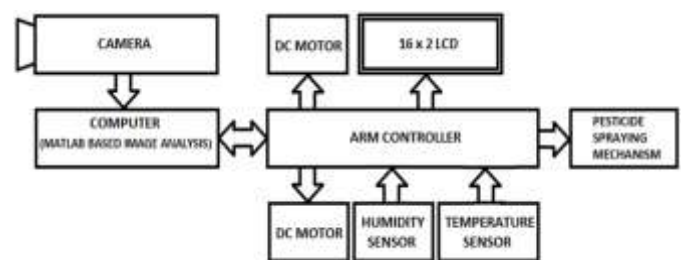 CAMERA
DC MOTOR
16 x 2 LCD
COMPUTER
(MATLAB BASED IMAGE ANALYSIS)
ARM CONTROLLER
PESTICIDE
SPRAYING
MECHANISM
DC MOTOR
HUMIDITY
SENSOR
TEMPERATURE
SENSOR